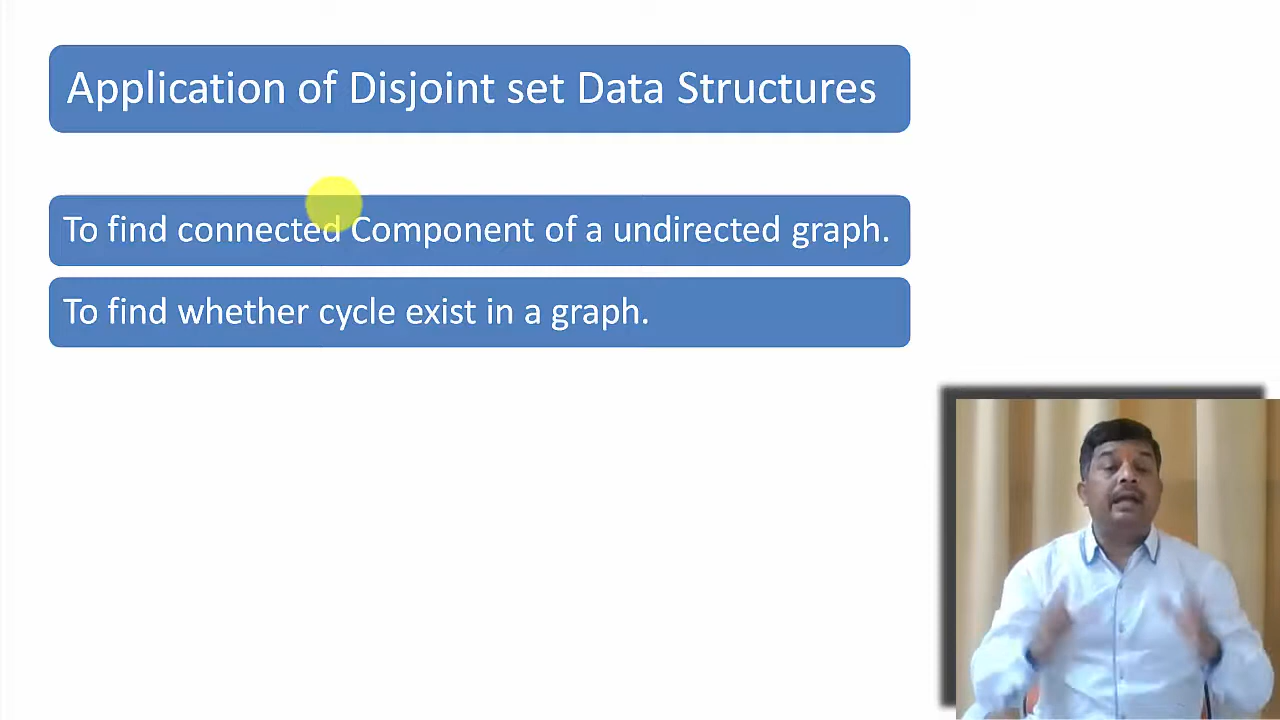 Application of Disjoint set Data Structures
To find connected Component of a undirected graph.
To find whether cycle exist in a graph.